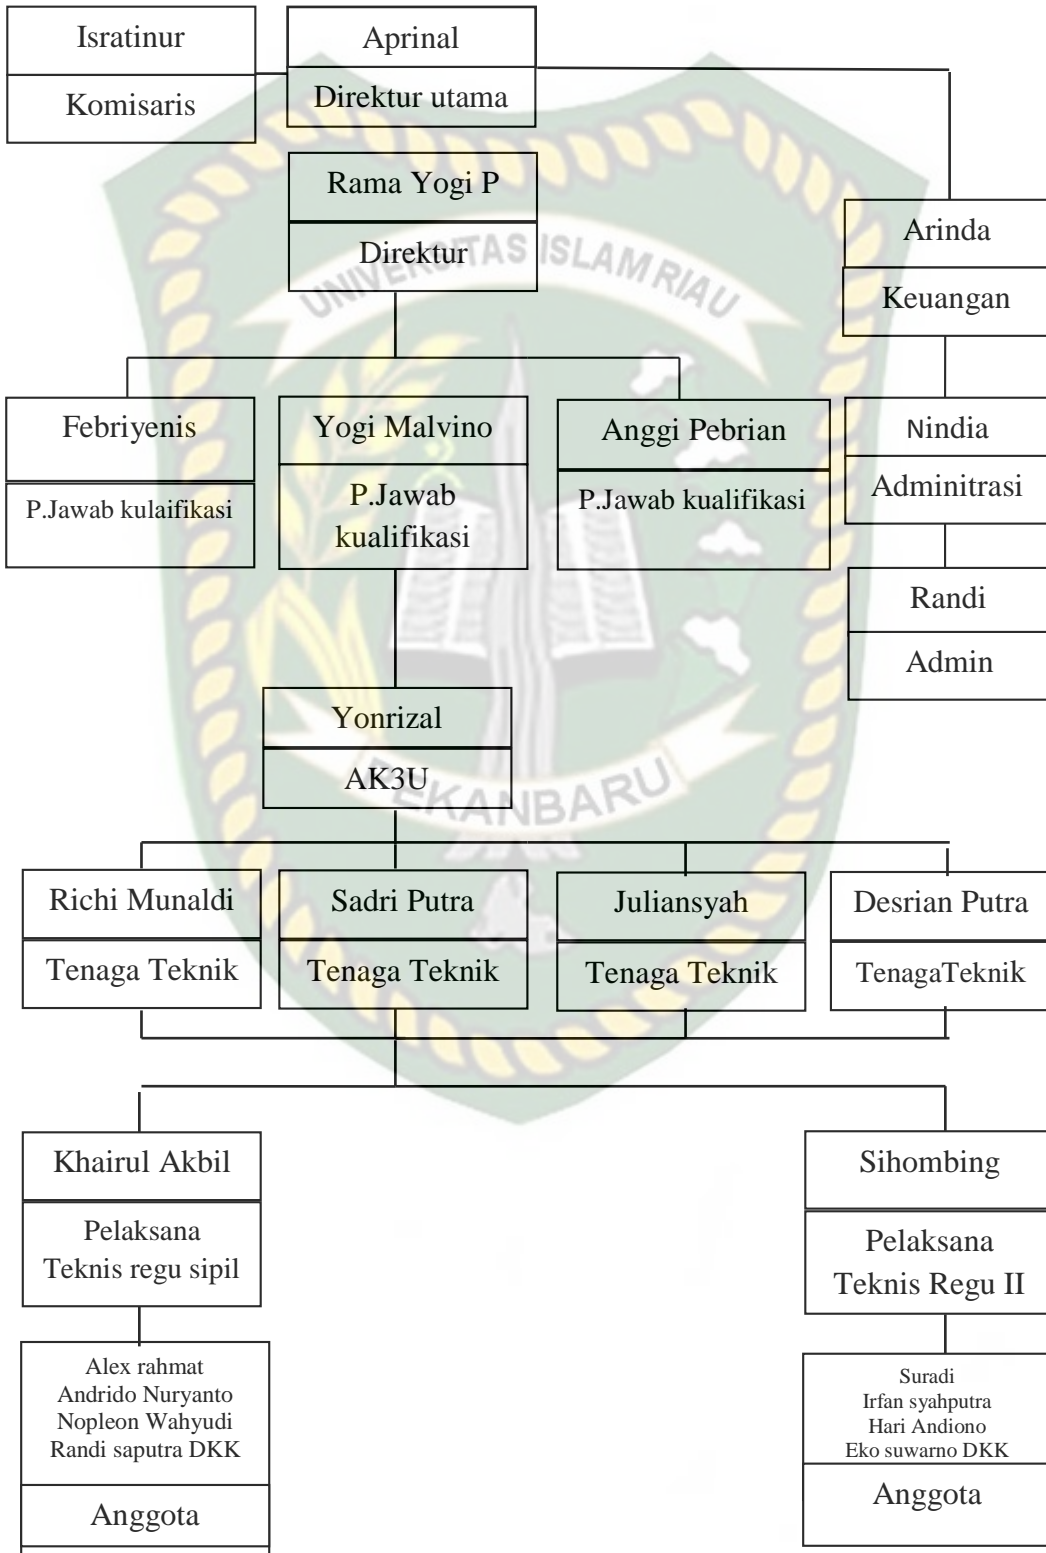 Isratinur
Komisaris
Aprinal
Direktur utama
Rama Yogi P
Direktur
Arinda
Keuangan
UNIVERSITAS ISLAM RIAU
Febriyenis
P.Jawab kulaifikasi
Yogi Malvino
P.Jawab
kualifikasi
Anggi Pebrian
P.Jawab kualifikasi
Nindia
Adminitrasi
Randi
Admin
Yonrizal
AK3U
PEKANBARU
Richi Munaldi
Tenaga Teknik
Sadri Putra
Tenaga Teknik
Juliansyah
Tenaga Teknik
Desrian Putra
TenagaTeknik
Khairul Akbil
Pelaksana
Teknis regu sipil
Sihombing
Pelaksana
Teknis Regu II
Alex rahmat
Andrido Nuryanto
Nopleon Wahyudi
Randi saputra DKK
Anggota
Suradi
Irfan syahputra
Hari Andiono
Eko suwarno DKK
Anggota